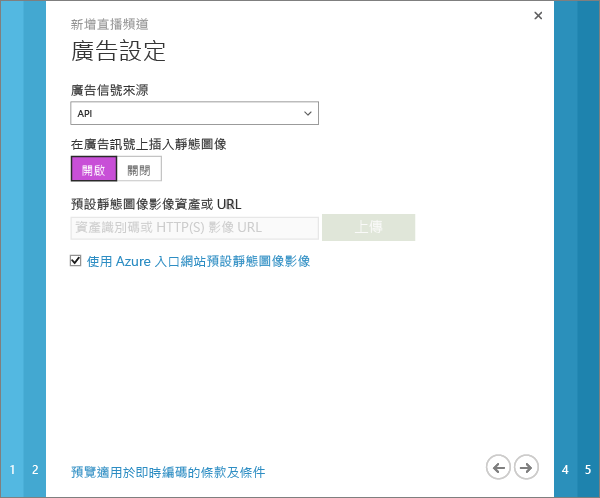 新增直播頻道
廣告設定
廣告信號來源
API
在廣告訊號上插入靜態圖像
開啟 關閉
預設靜態圖像影像資產或 URL
資產識別碼或 HTTP(S) 影像 URL 上傳
使用 Azure 入口網站預設靜態圖像影像
1 2 預覽適用於即時編碼的條款及條件 4 5